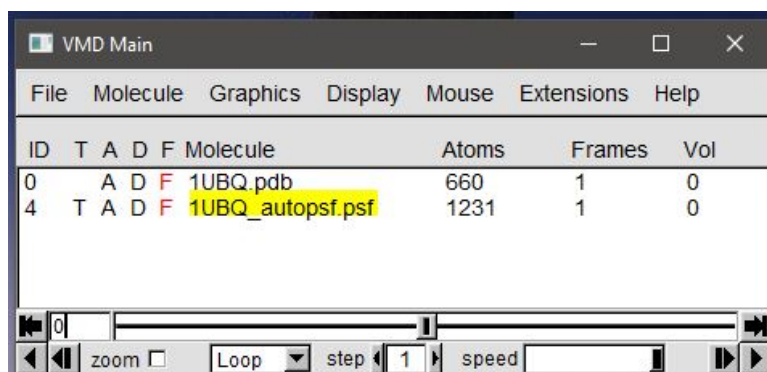 VMD Main
File Molecule Graphics Display Mouse Extensions Help
ID T A D F Molecule Atoms Frames Vol
0 A D F 1UBQ.pdb 660 1 0
4 T A D F 1UBQ_autopsf.psf 1231 1 0
0
zoom Loop step 1 speed